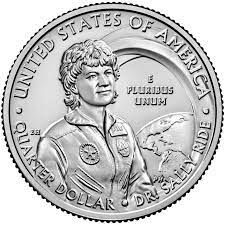 UNITED STATES OF AMERICA
E
PLURIBUS
UNUM
EH
QUARTER DOLLAR · DR. SALLY RIDE